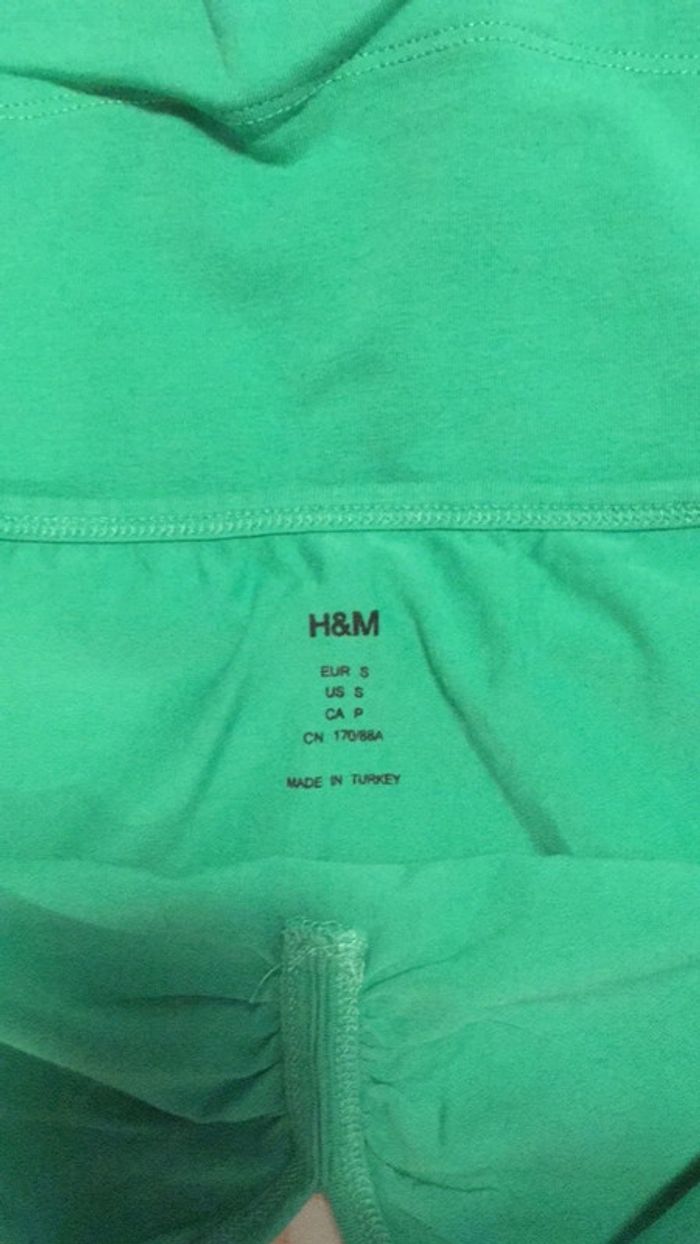 H&M
EUR S
US S
CA P
CN 170/88A
MADE IN TURKEY